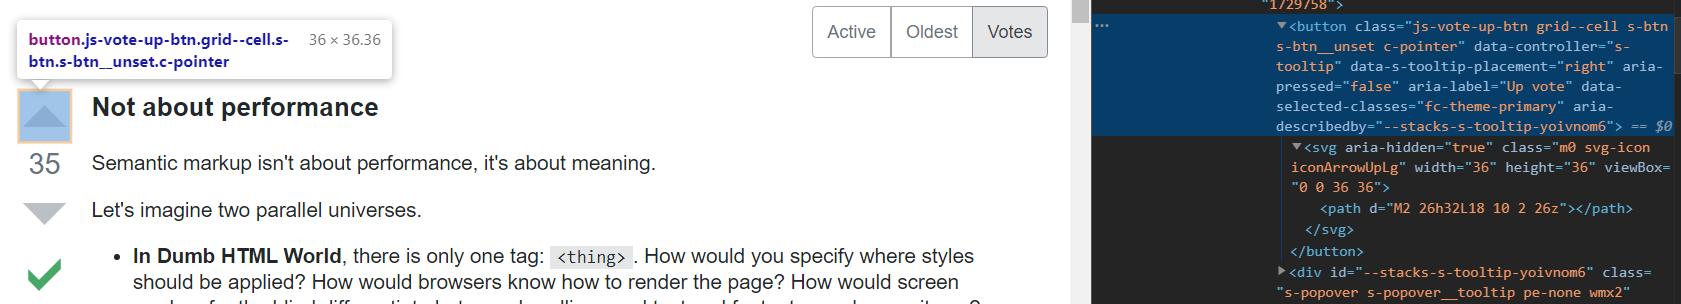 button.js-vote-up-btn.grid--cell.s- 36 × 36.36
btn.s-btn__unset.c-pointer
Active Oldest Votes
Not about performance
35
Semantic markup isn't about performance, it's about meaning.
Let's imagine two parallel universes.
• In Dumb HTML World, there is only one tag: <thing>. How would you specify where styles
should be applied? How would browsers know how to render the page? How would screen
"1729758">
… ▼<button class="js-vote-up-btn grid--cell s-btn
s-btn__unset c-pointer" data-controller="s-
tooltip" data-s-tooltip-placement="right" aria-
pressed="false" aria-label="Up vote" data-
selected-classes="fc-theme-primary" aria-
describedby="--stacks-s-tooltip-yoivnom6"> == $0
▼<svg aria-hidden="true" class="m0 svg-icon
iconArrowUpLg" width="36" height="36" viewBox=
"0 0 36 36">
<path d="M2 26h32L18 10 2 26z"></path>
</svg>
</button>
▶<div id="--stacks-s-tooltip-yoivnom6" class=
"s-popover s-popover__tooltip pe-none wmx2"